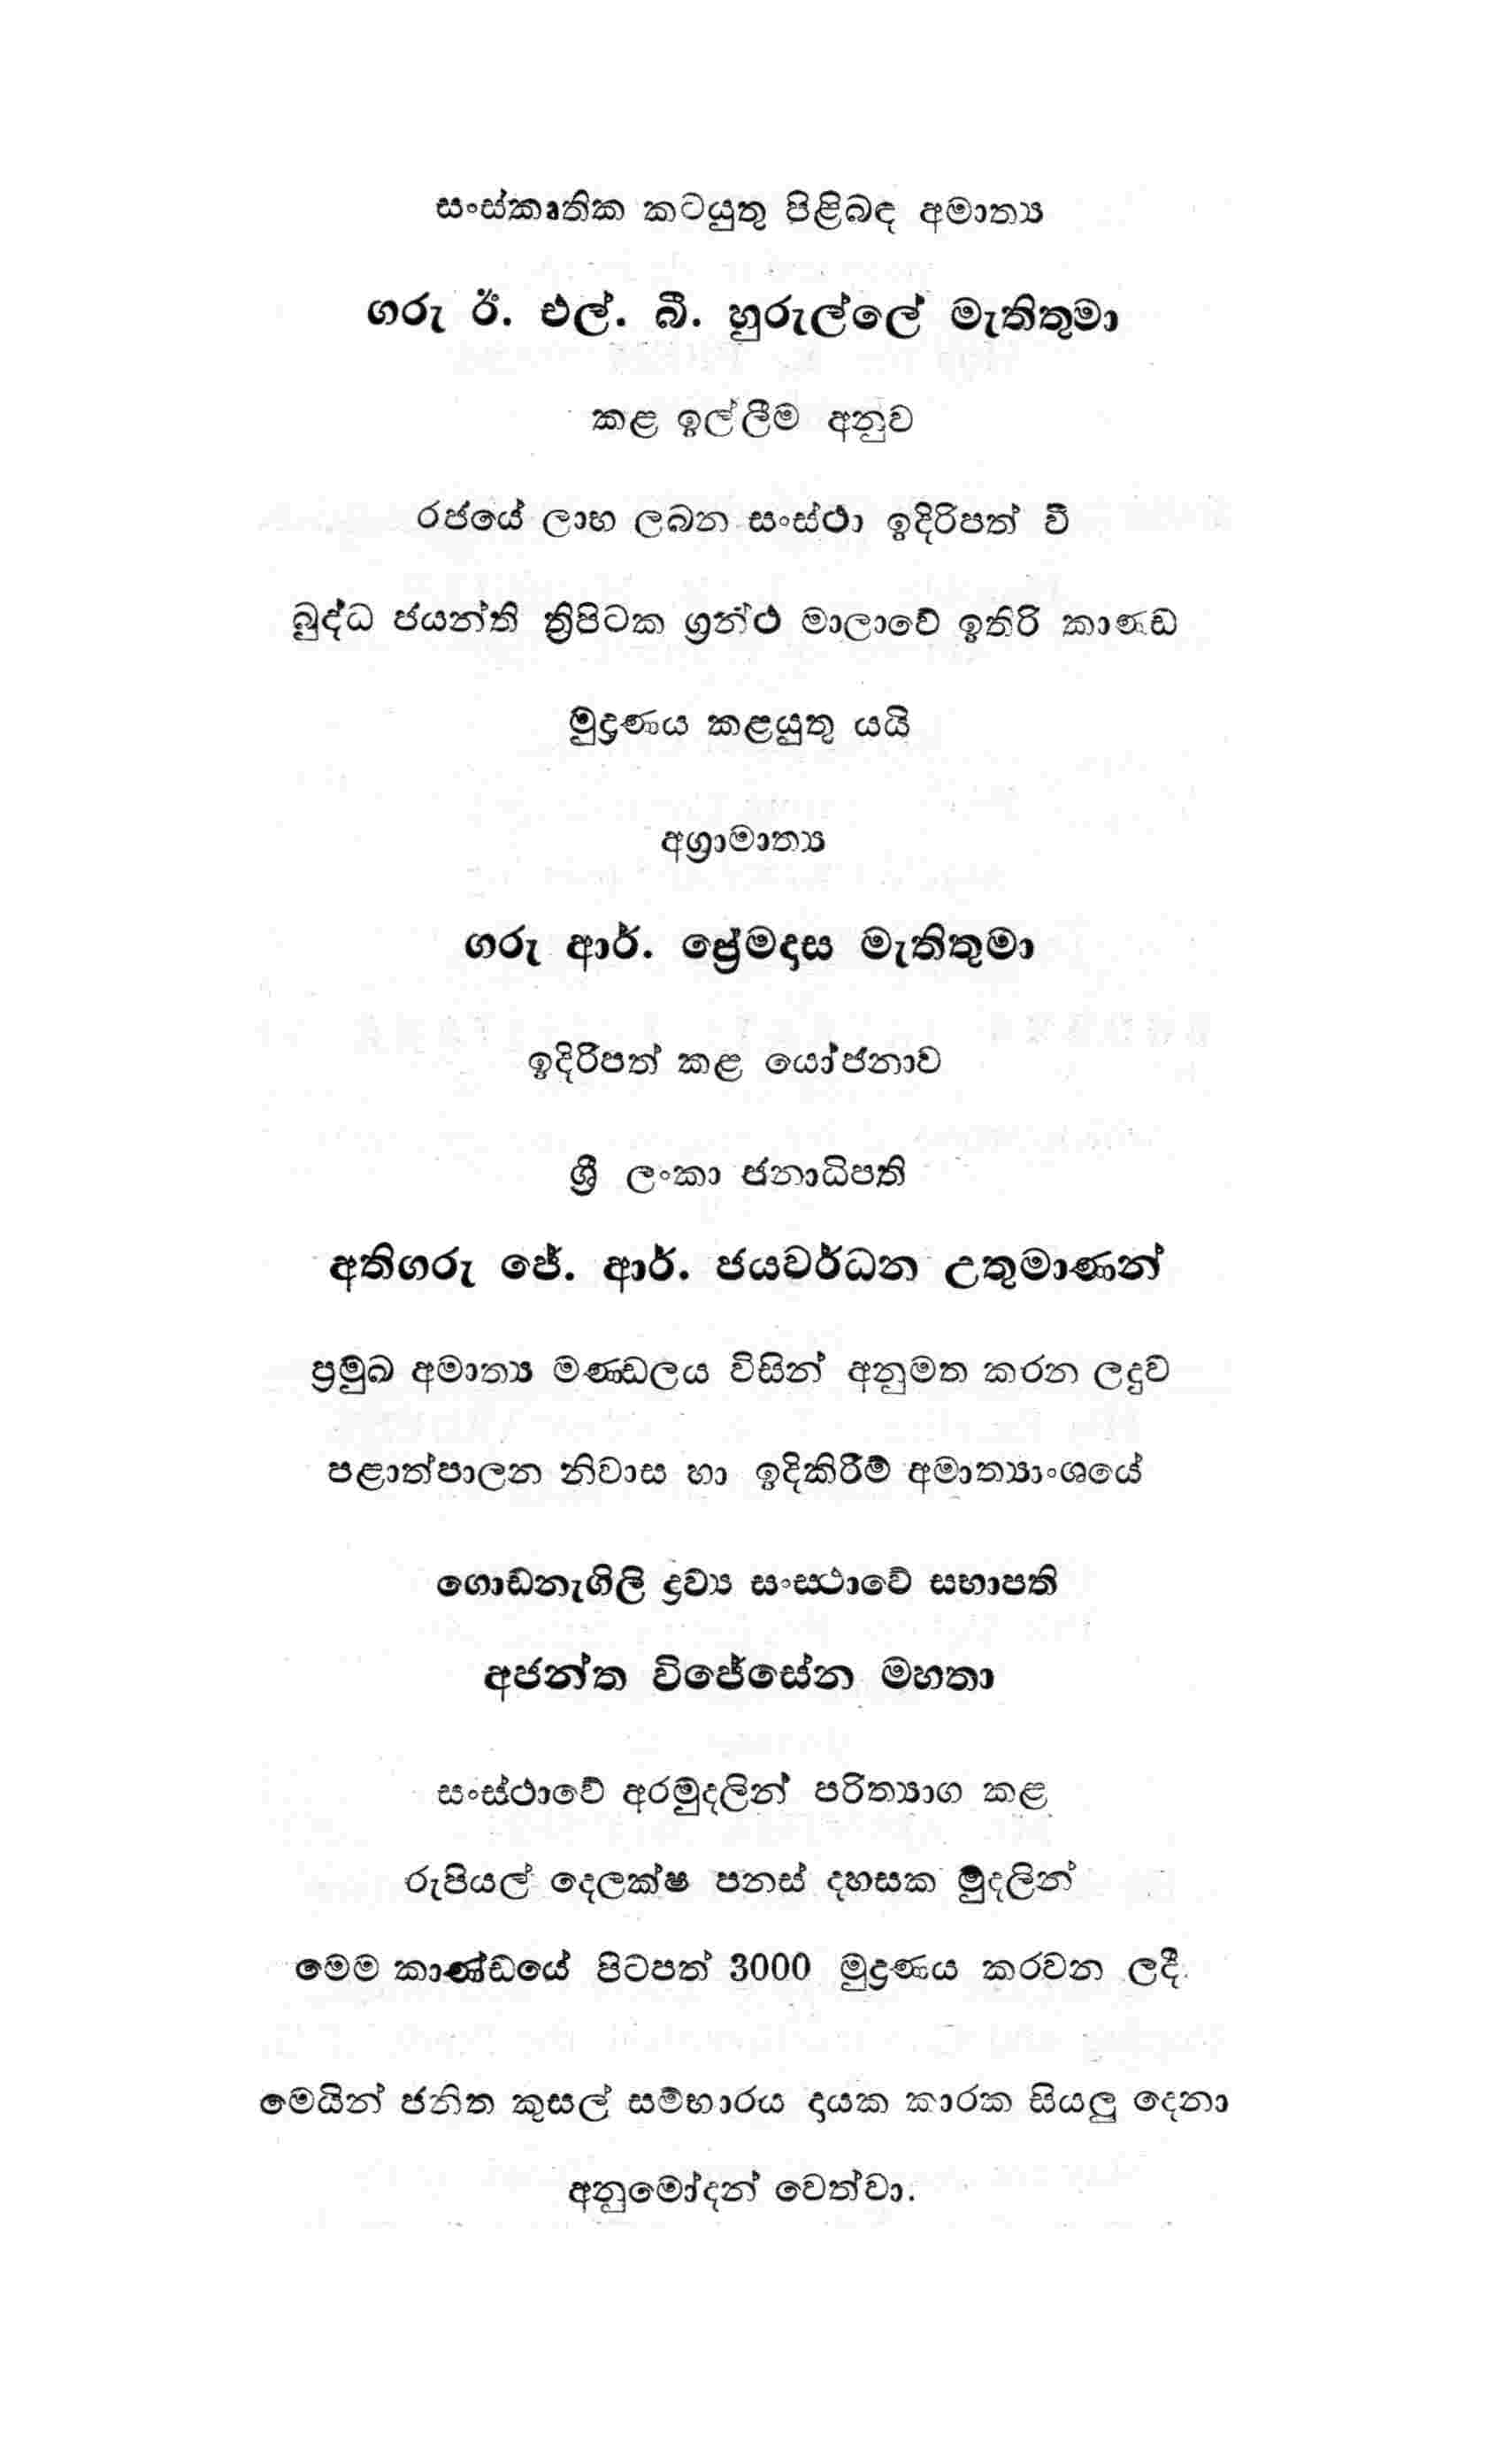 සංස්කෘතික කටයුතු පිළිබඳ අමාත්‍ය
ගරු ඊ. එල්. බී. හුරුල්ලේ මැතිතුමා
කළ ඉල්ලීම අනුව
රජයේ ලාභ ලබන සංස්ථා ඉදිරිපත් වී
බුද්ධ ජයන්ති ත්‍රිපිටක ග්‍රන්ථ මාලාවේ ඉතිරි කාණ්ඩ
මුද්‍රණය කළයුතු යයි
අග්‍රාමාත්‍ය
ගරු ආර්. ප්‍රේමදාස මැතිතුමා
ඉදිරිපත් කළ යෝජනාව
ශ්‍රී ලංකා ජනාධිපති
අතිගරු ජේ. ආර්. ජයවර්ධන උතුමාණන්
ප්‍රමුඛ අමාත්‍ය මණ්ඩලය විසින් අනුමත කරන ලදුව
පළාත්පාලන නිවාස හා ඉදිකිරීම් අමාත්‍යාංශයේ
ගොඩනැගිලි ද්‍රව්‍ය සංස්ථාවේ සභාපති
අජන්ත විජේසේන මහතා
සංස්ථාවේ අරමුදලින් පරිත්‍යාග කළ
රුපියල් දෙලක්ෂ පනස් දහසක මුදලින්
මෙම කාණ්ඩයේ පිටපත් 3000 මුද්‍රණය කරවන ලදී.
මෙයින් ජනිත කුසල් සම්භාරය දායක කාරක සියලු දෙනා
අනුමෝදන් වෙත්වා.